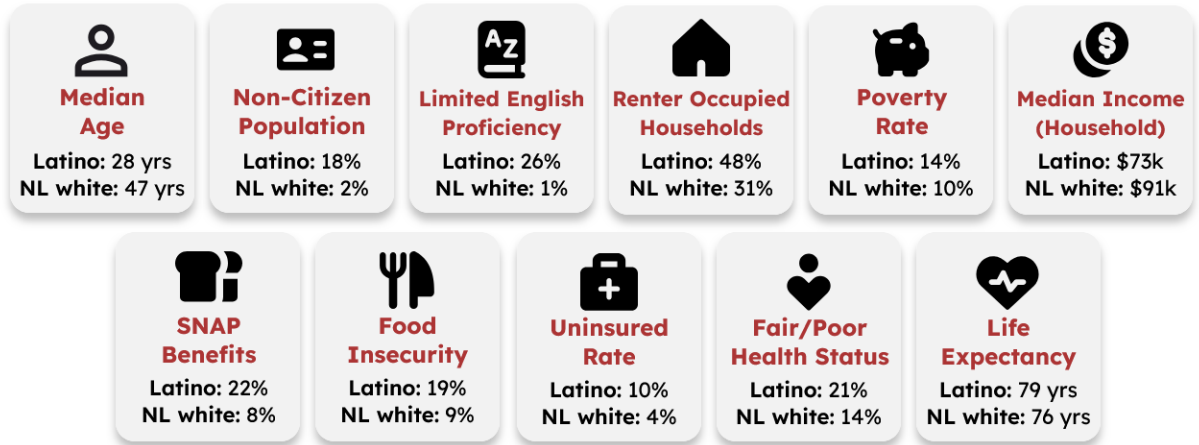 Median
Age
Latino: 28 yrs
NL white: 47 yrs
Non-Citizen
Population
Latino: 18%
NL white: 2%
A Z
Limited English
Proficiency
Latino: 26%
NL white: 1%
Renter Occupied
Households
Latino: 48%
NL white: 31%
Poverty
Rate
Latino: 14%
NL white: 10%
$
Median Income
(Household)
Latino: $73k
NL white: $91k
SNAP
Benefits
Latino: 22%
NL white: 8%
Food
Insecurity
Latino: 19%
NL white: 9%
Uninsured
Rate
Latino: 10%
NL white: 4%
Fair/Poor
Health Status
Latino: 21%
NL white: 14%
Life
Expectancy
Latino: 79 yrs
NL white: 76 yrs